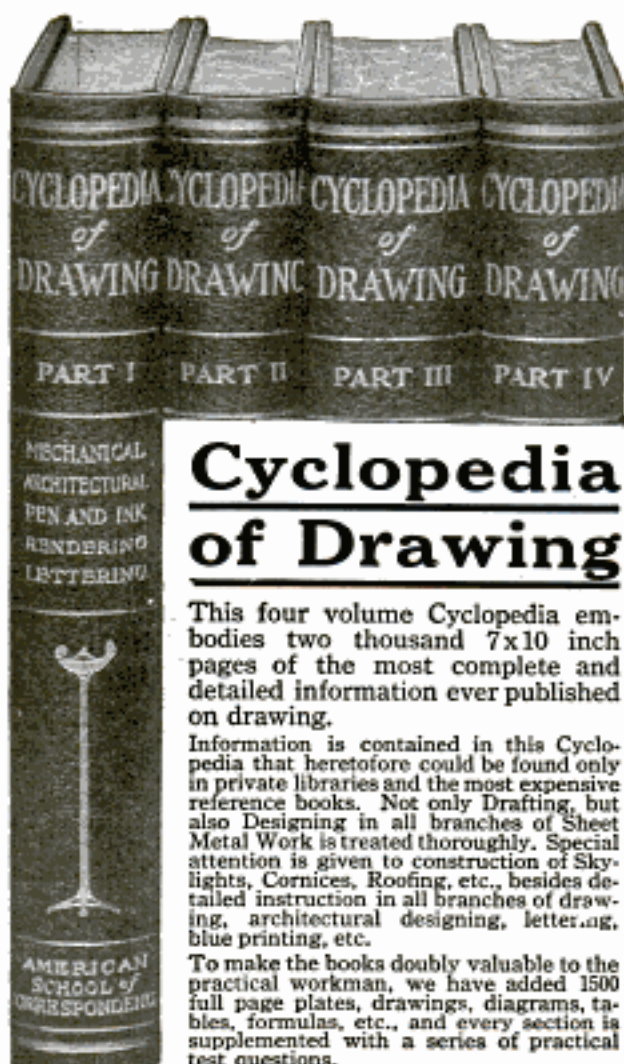 CYCLOPEDIA
of
DRAWING
PART I
MECHANICAL
ARCHITECTURAL
PEN AND INK
RENDERING
LETTERING
AMERICAN
SCHOOL of
CORRESPONDENCE
CYCLOPEDIA
of
DRAWING
PART II
CYCLOPEDIA
of
DRAWING
PART III
CYCLOPEDIA
of
DRAWING
PART IV
Cyclopedia
of Drawing
This four volume Cyclopedia em-
bodies two thousand 7x10 inch
pages of the most complete and
detailed information ever published
on drawing.
Information is contained in this Cyclo-
pedia that heretofore could be found only
in private libraries and the most expensive
reference books. Not only Drafting, but
also Designing in all branches of Sheet
Metal Work is treated thoroughly. Special
attention is given to construction of Sky-
lights, Cornices, Roofing, etc., besides de-
tailed instruction in all branches of draw-
ing, architectural designing, lettering,
blue printing, etc.
To make the books doubly valuable to the
practical workman, we have added 1500
full page plates, drawings, diagrams, ta-
bles, formulas, etc., and every section is
supplemented with a series of practical
test questions.